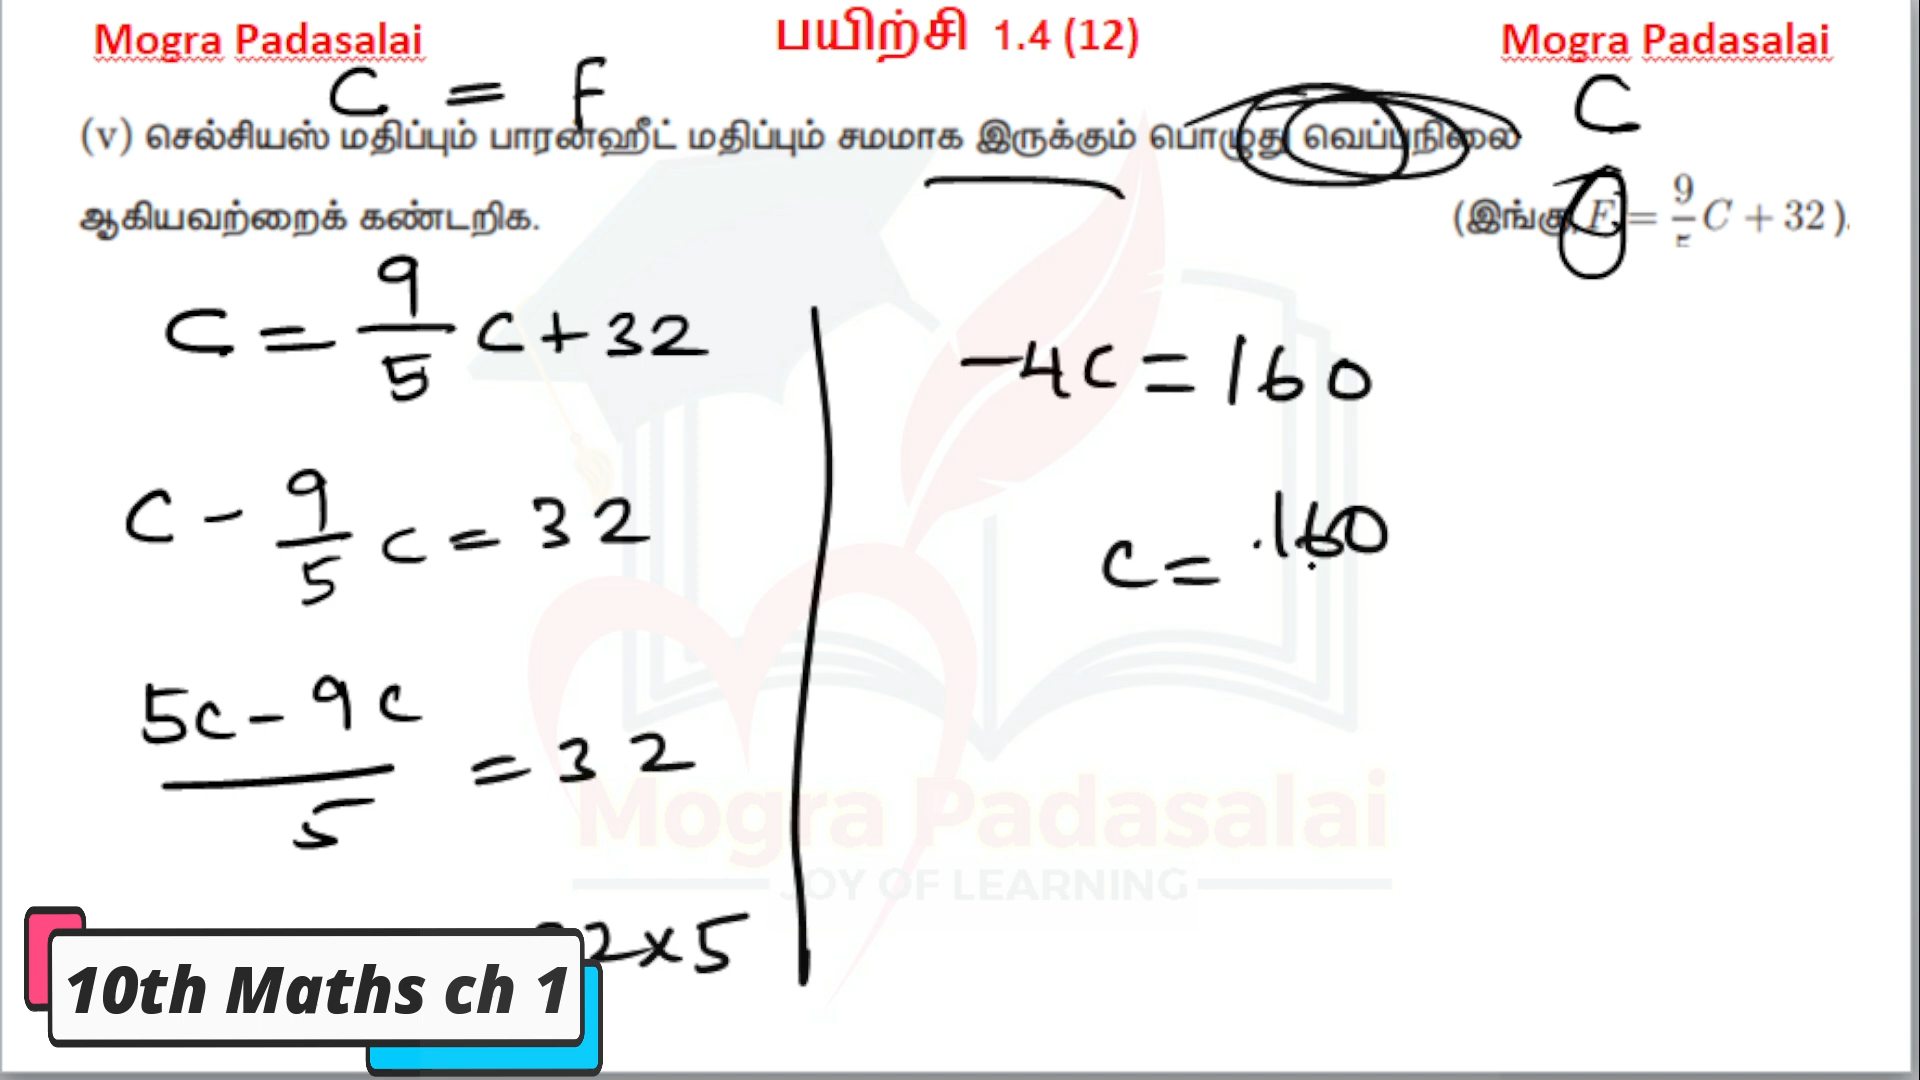 Mogra Padasalai பயிற்சி 1.4 (12) Mogra Padasalai
C = F
C
(v) செல்சியஸ் மதிப்பும் பாரன்ஹீட் மதிப்பும் சமமாக இருக்கும் பொழுது வெப்பநிலை
ஆகியவற்றைக் கண்டறிக. (இங்கு, F = 9/5 C + 32).
C = 9/5 C + 32
C - 9/5 C = 32
5C - 9C / 5 = 32
32 x 5
-4C = 160
C = 160
Mogra Padasalai
JOY OF LEARNING
10th Maths ch 1